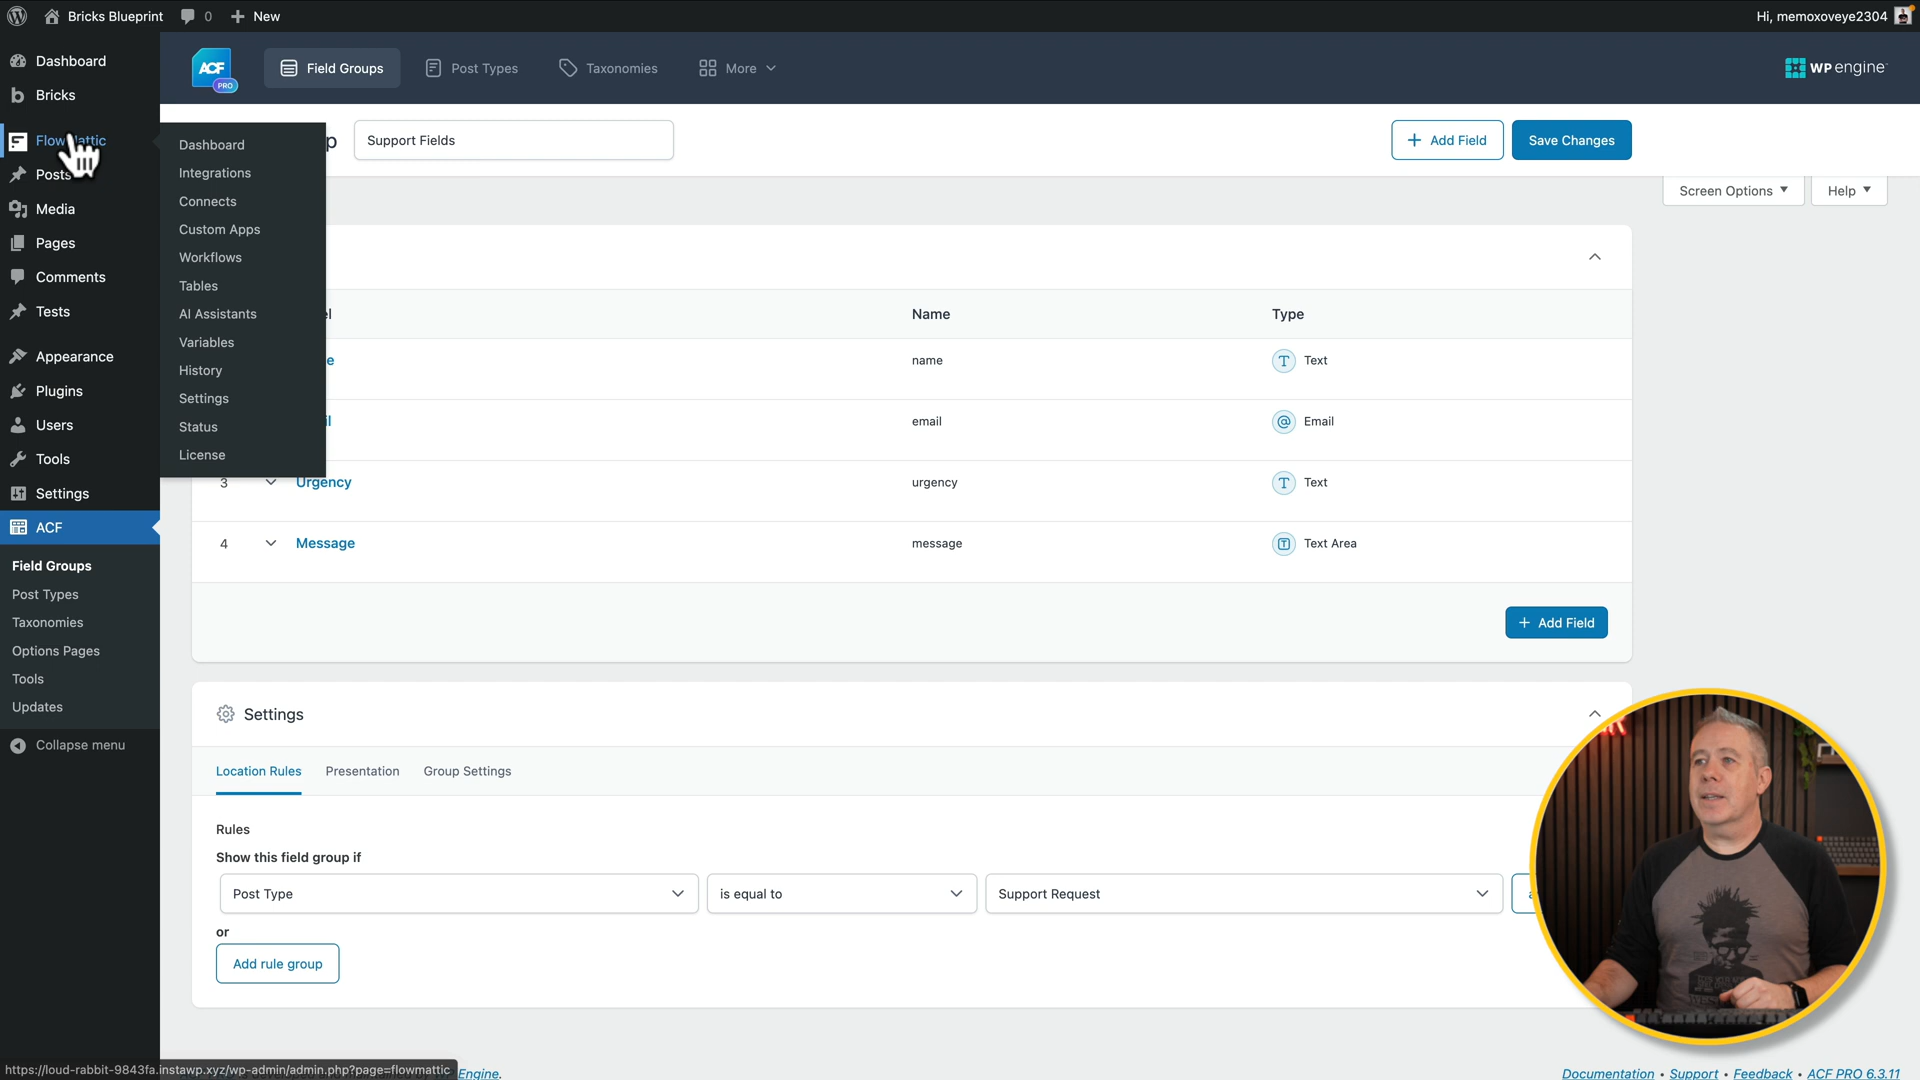 Bricks Blueprint
0
New
Hi, memoxoveye2304
Dashboard
Bricks
Posts
Media
Pages
Comments
Tests
Appearance
Plugins
Users
Tools
Settings
ACF
Field Groups
Post Types
Taxonomies
Options Pages
Tools
Updates
Collapse menu
Dashboard
Integrations
Connects
Custom Apps
Workflows
Tables
AI Assistants
Variables
History
Settings
Status
License
ACF
PRO
Field Groups
Post Types
Taxonomies
More
WP engine
p
Support Fields
+ Add Field
Save Changes
Screen Options
Help
el
Name
Type
e
name
Text
il
email
Email
3
Urgency
urgency
Text
4
Message
message
Text Area
+ Add Field
Settings
Location Rules
Presentation
Group Settings
Rules
Show this field group if
Post Type
is equal to
Support Request
or
Add rule group
https://loud-rabbit-9843fa.instawp.xyz/wp-admin/admin.php?page=flowmattic
Engine.
Documentation • Support • Feedback • ACF PRO 6.3.11